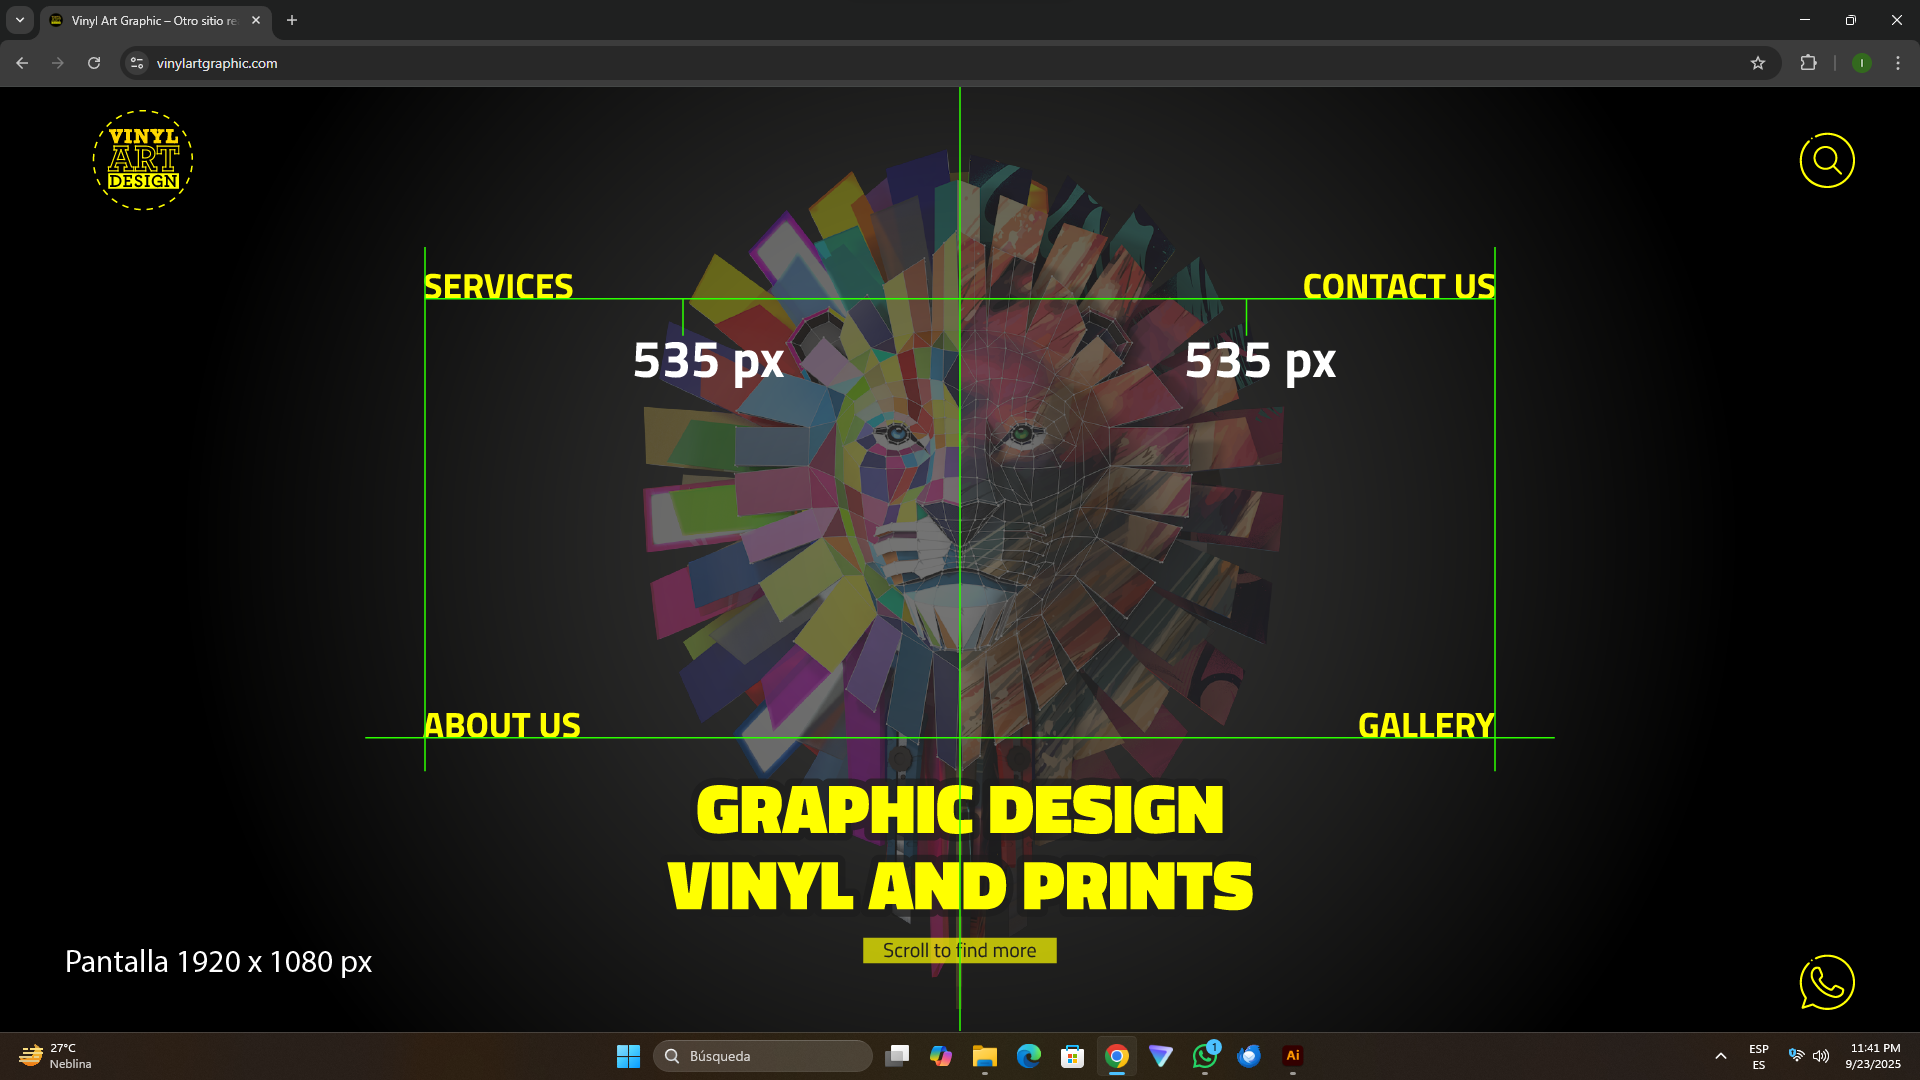 Vinyl Art Graphic – Otro sitio re
vinylartgraphic.com
I
VINYL
ART
DESIGN
SERVICES
CONTACT US
535 px
535 px
ABOUT US
GALLERY
GRAPHIC DESIGN
VINYL AND PRINTS
Scroll to find more
Pantalla 1920 x 1080 px
27°C
Neblina
Búsqueda
1
Ai
ESP
ES
11:41 PM
9/23/2025